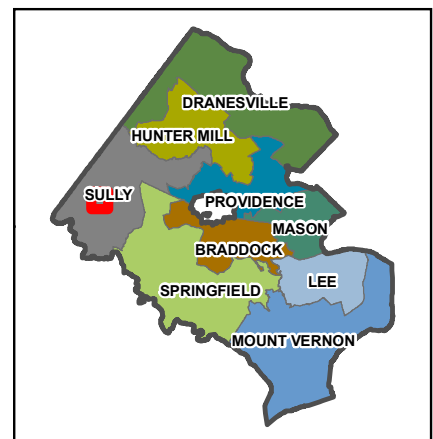 DRANESVILLE
HUNTER MILL
SULLY
PROVIDENCE
MASON
BRADDOCK
LEE
SPRINGFIELD
MOUNT VERNON